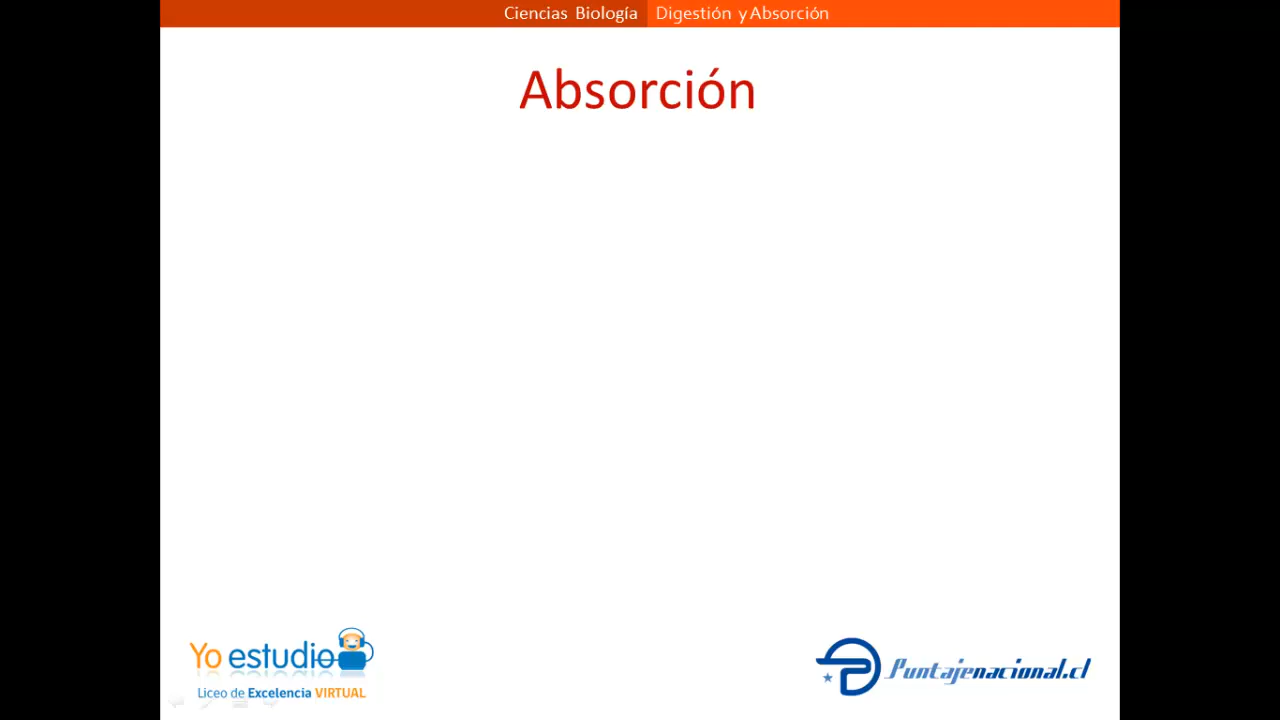 Ciencias Biología Digestión y Absorción
Absorción
Yo estudio
Liceo de Excelencia VIRTUAL
Puntajenacional.cl